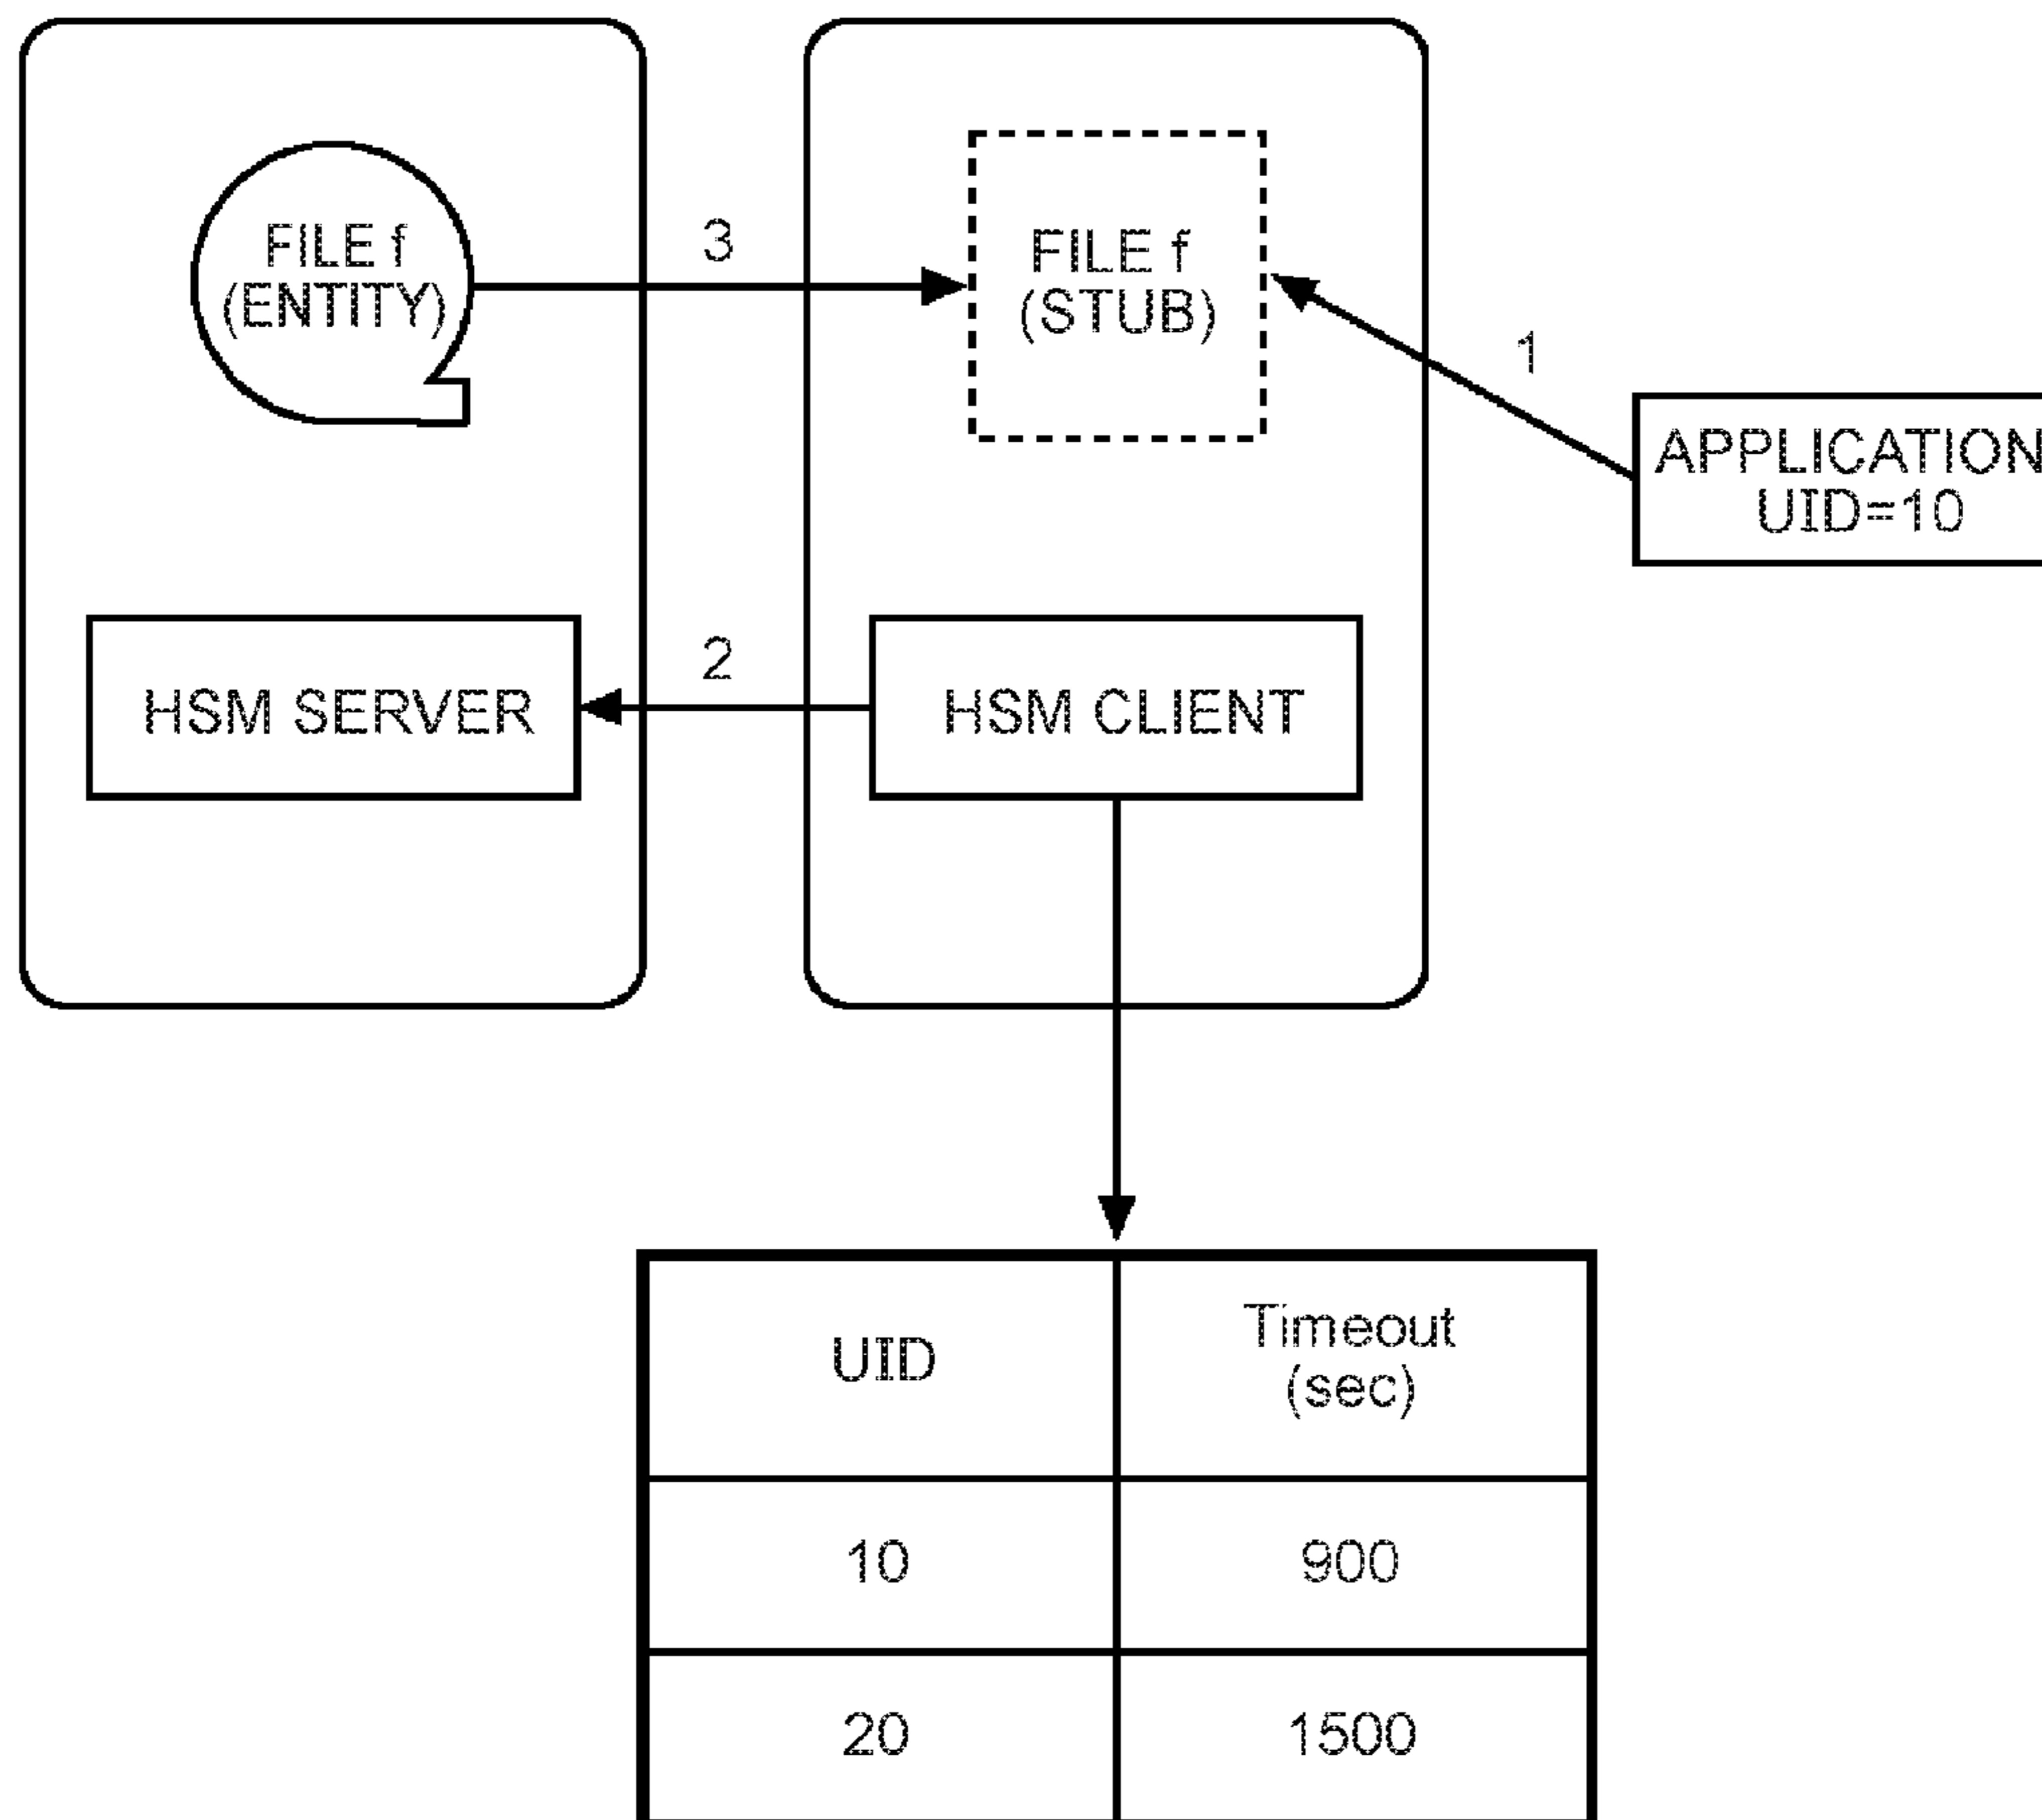 FILE f
(ENTITY)
3
FILE f
(STUB)
1
APPLICATION
UID=10
HSM SERVER
2
HSM CLIENT
UID
Timeout
(sec)
10
900
20
1500